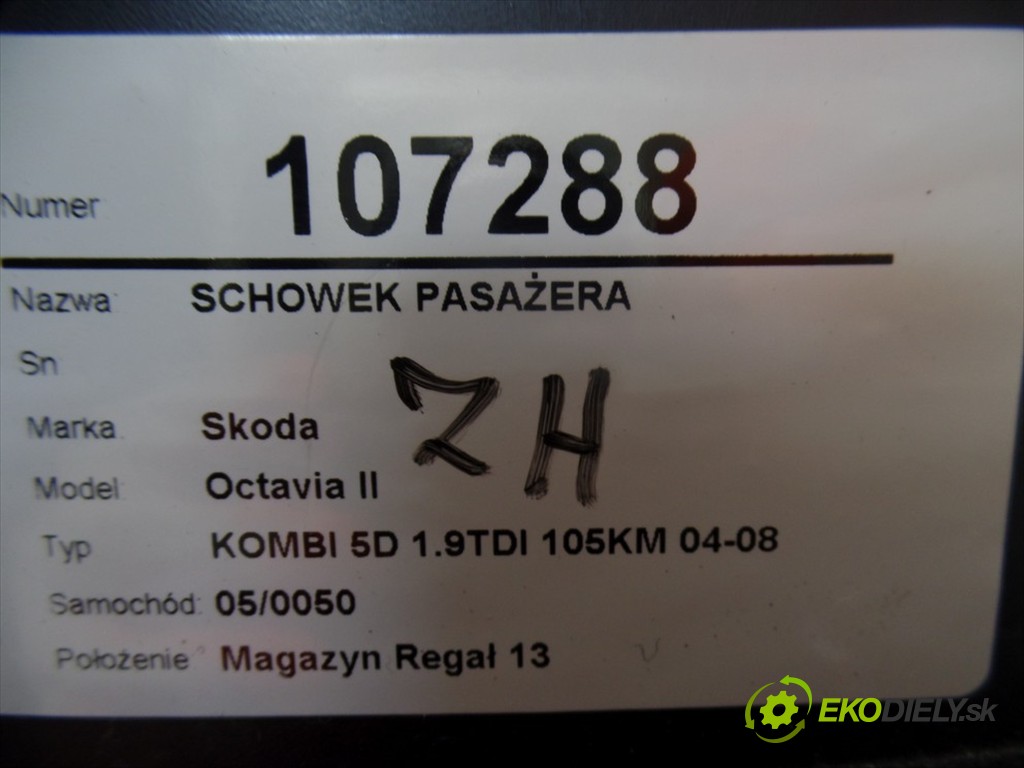 Numer 107288
Nazwa: SCHOWEK PASAŻERA
Sn
Marka: Skoda
ZH
Model: Octavia II
Typ KOMBI 5D 1.9TDI 105KM 04-08
Samochód: 05/0050
Położenie Magazyn Regał 13
EKODIELY.sk